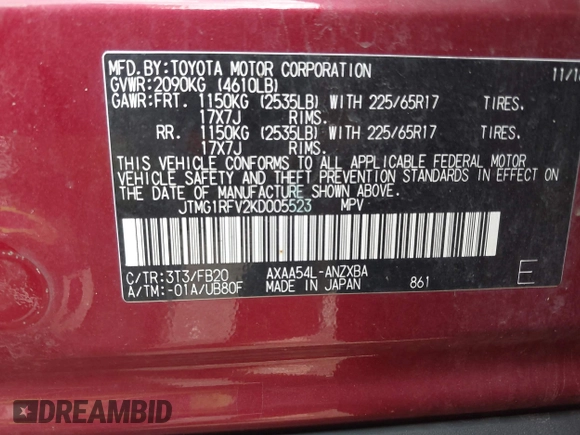 MFD.BY:TOYOTA MOTOR CORPORATION 11/18
GVWR:2090KG (4610LB)
GAWR:FRT. 1150KG (2535LB) WITH 225/65R17 TIRES.
17X7J RIMS.
RR. 1150KG (2535LB) WITH 225/65R17 TIRES.
17X7J RIMS.
THIS VEHICLE CONFORMS TO ALL APPLICABLE FEDERAL MOTOR
VEHICLE SAFETY AND THEFT PREVENTION STANDARDS IN EFFECT
ON THE DATE OF MANUFACTURE SHOWN ABOVE.
JTMG1RFV2KD005523 MPV
C/TR:3T3/FB20 AXAA54L-ANZXBA
A/TM:-01A/UB80F MADE IN JAPAN 861
E
DREAMBID